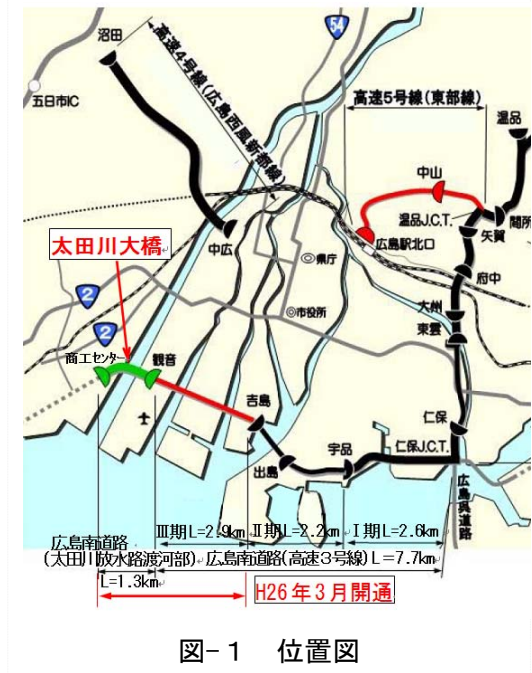 沼田
高速4号線(広島西風新都線)
54
五日市IC
高速5号線(東部線)
温品
中山
温品J.C.T.
間所
矢賀
広島駅北口
中広
県庁
府中
太田川大橋
2
大州
市役所
東雲
2
商工センター
観音
吉島
仁保
宇品
仁保J.C.T.
出島
広島呉道路
Ⅲ期L=2.9km
Ⅱ期L=2.2km
Ⅰ期L=2.6km
広島南道路
(太田川放水路渡河部)
広島南道路(高速3号線)L=7.7km
L=1.3km
H26年3月開通
図-1 位置図